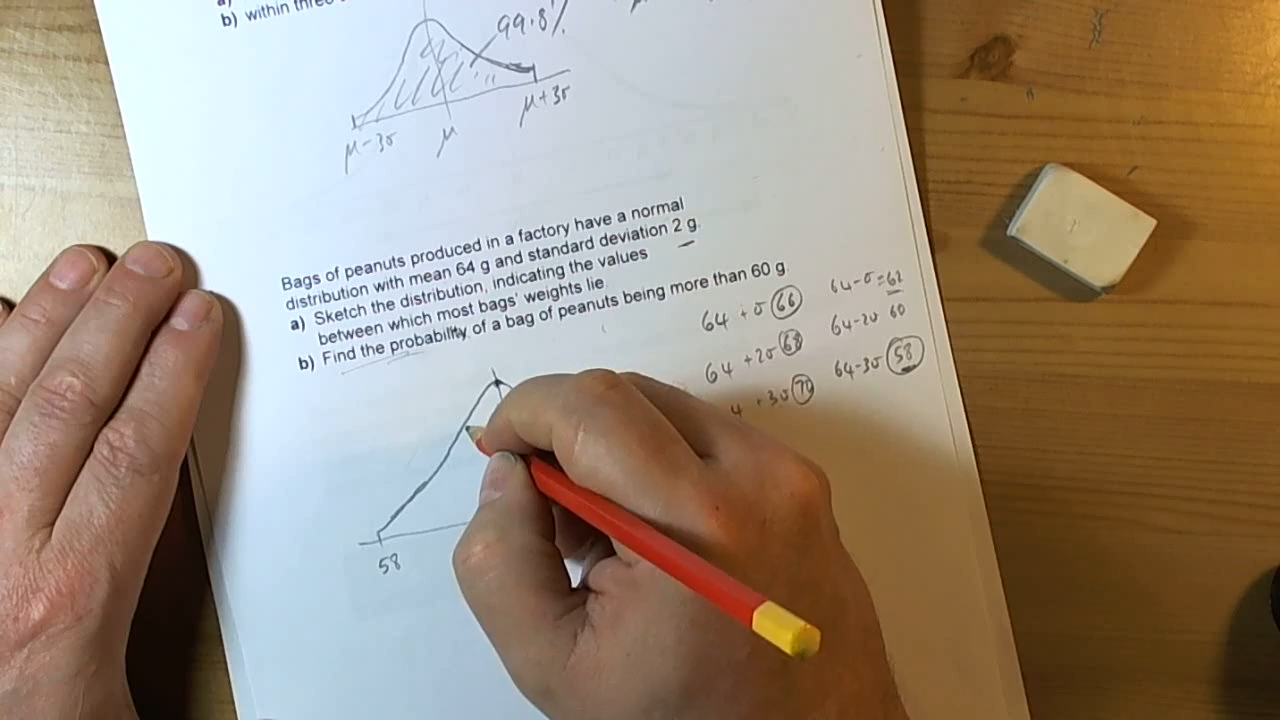 b) within three
99.8%
μ-3σ μ μ+3σ
Bags of peanuts produced in a factory have a normal
distribution with mean 64 g and standard deviation 2 g.
a) Sketch the distribution, indicating the values
between which most bags' weights lie.
b) Find the probability of a bag of peanuts being more than 60 g.
64 + σ 66 64-σ=62
64 +2σ 68 64-2σ 60
4 +3σ 70 64-3σ 58
58